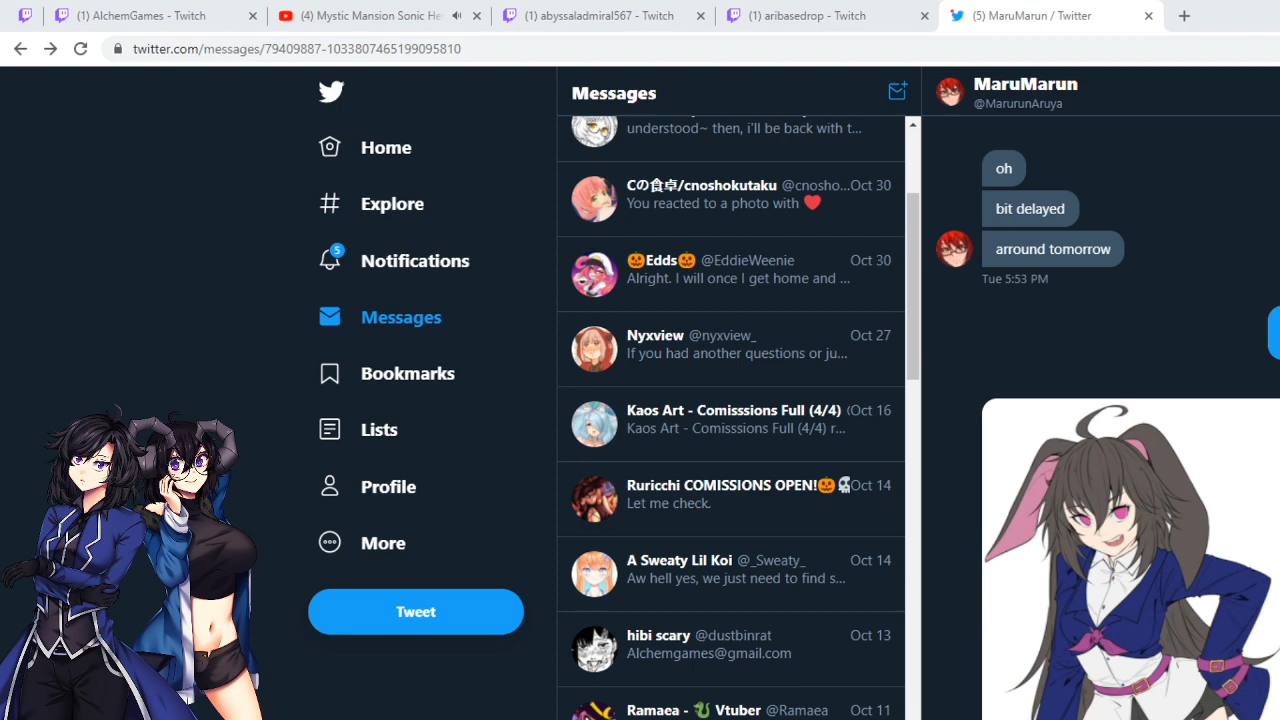 (1) AlchemGames - Twitch
(4) Mystic Mansion Sonic He
(1) abyssaladmiral567 - Twitch
(1) aribasedrop - Twitch
(5) MaruMarun / Twitter
twitter.com/messages/79409887-1033807465199095810
Home
Explore
5
Notifications
Messages
Bookmarks
Lists
Profile
More
Tweet
Messages
understood~ then, i'll be back with t...
Cの食卓/cnoshokutaku @cnosho... Oct 30
You reacted to a photo with ❤️
🎃Edds🎃 @EddieWeenie Oct 30
Alright. I will once I get home and ...
Nyxview @nyxview_ Oct 27
If you had another questions or ju...
Kaos Art - Comisssions Full (4/4) Oct 16
Kaos Art - Comisssions Full (4/4) r...
Ruricchi COMISSIONS OPEN!🎃 Oct 14
Let me check.
A Sweaty Lil Koi @_Sweaty_ Oct 14
Aw hell yes, we just need to find s...
hibi scary @dustbinrat Oct 13
Alchemgames@gmail.com
Ramaea - 🐉 Vtuber @Ramaea Oct 11
MaruMarun
@MarurunAruya
oh
bit delayed
arround tomorrow
Tue 5:53 PM